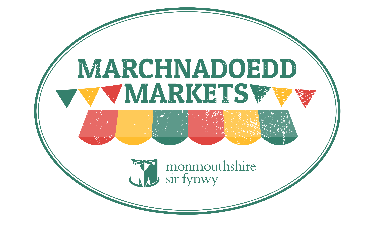 MARCHNADOEDD
MARKETS
monmouthshire
sir fynwy